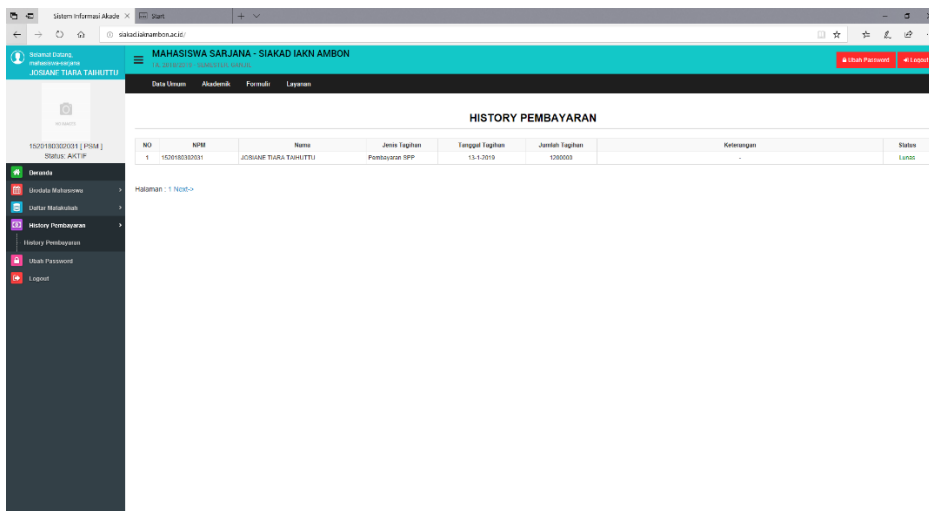 Sistem Informasi Akade
Start
siakad.iaknambon.ac.id/
Selamat Datang,
mahasiswa-sarjana
JOSIANE TIARA TAIHUTTU
MAHASISWA SARJANA - SIAKAD IAKN AMBON
Ubah Password
Logout
Data Umum Akademik Formulir Layanan
1520180302031 [ PSM ]
Status: AKTIF
Beranda
Biodata Mahasiswa
Daftar Matakuliah
History Pembayaran
History Pembayaran
Ubah Password
Logout
HISTORY PEMBAYARAN
NO NPM Nama Jenis Tagihan Tanggal Tagihan Jumlah Tagihan Keterangan Status
1 1520180302031 JOSIANE TIARA TAIHUTTU Pembayaran SPP 13-1-2019 1200000 - Lunas
Halaman : 1 Next->